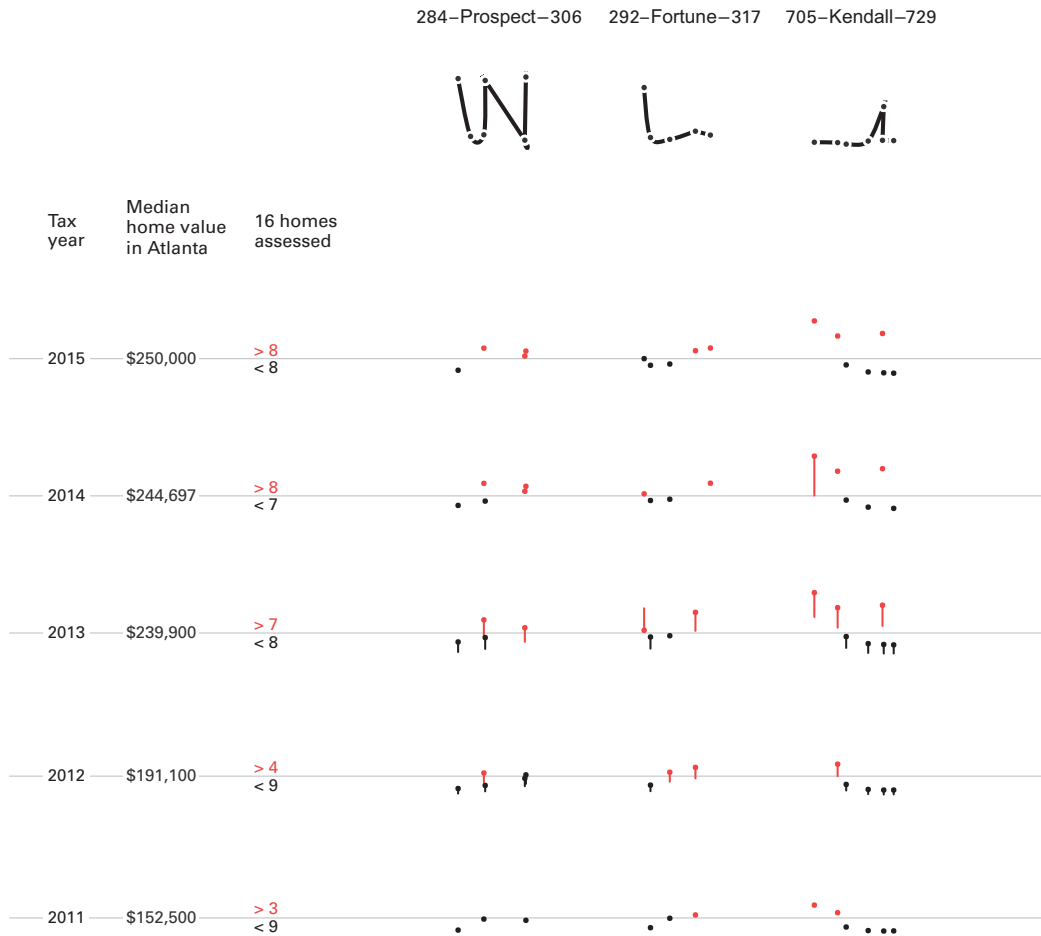 284–Prospect–306 292–Fortune–317 705–Kendall–729
Tax
year
Median
home value
in Atlanta
16 homes
assessed
2015 $250,000 > 8
< 8
2014 $244,697 > 8
< 7
2013 $239,900 > 7
< 8
2012 $191,100 > 4
< 9
2011 $152,500 > 3
< 9